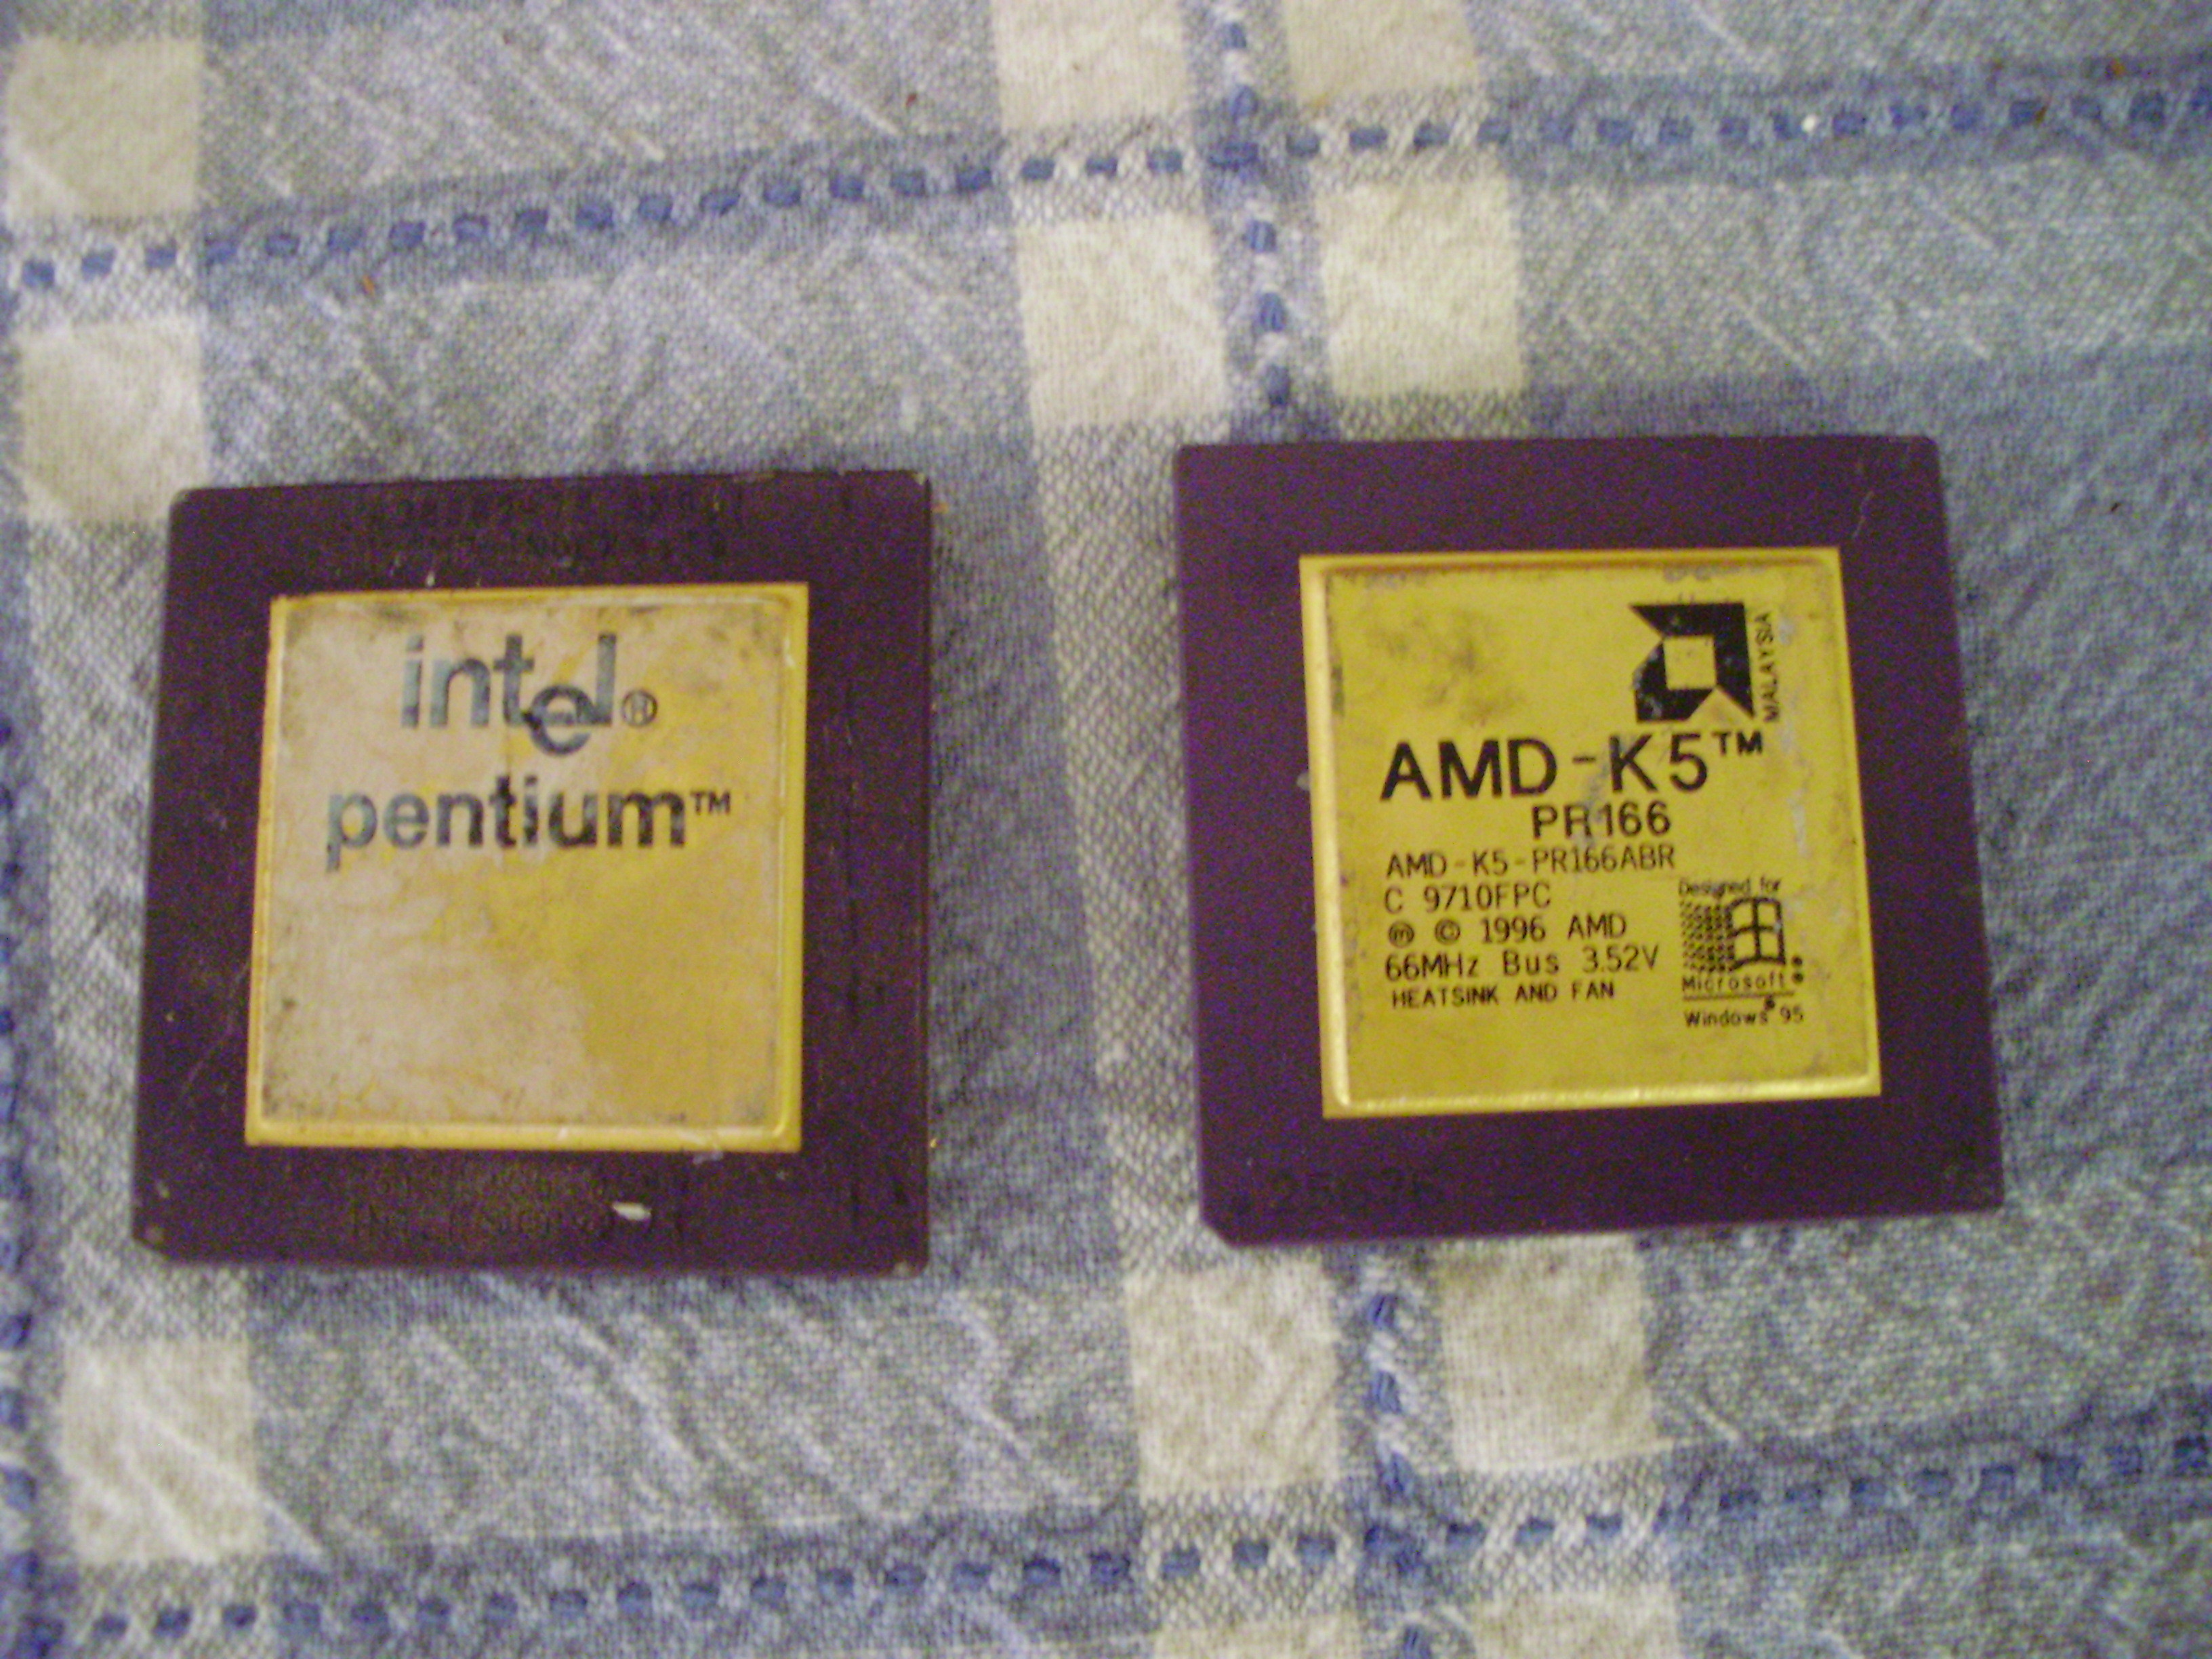 intel®
pentium™
MALAYSIA
AMD-K5™
PR166
AMD-K5-PR166ABR
C 9710FPC
Ⓜ © 1996 AMD
66MHz Bus 3.52V
HEATSINK AND FAN
Designed for
Microsoft®
Windows® 95